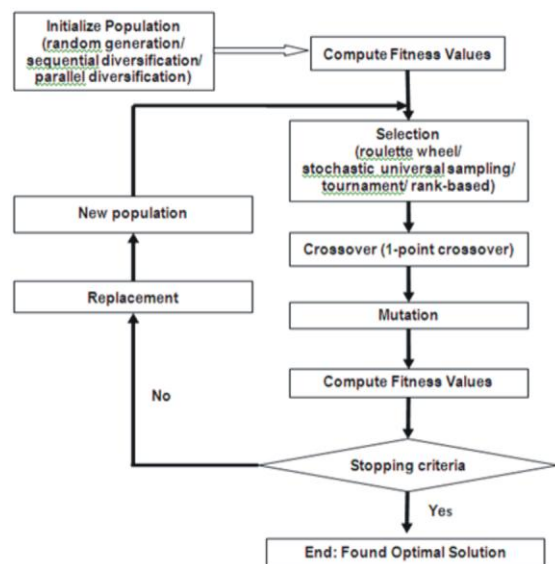 Initialize Population
(random generation/
sequential diversification/
parallel diversification)
Compute Fitness Values
Selection
(roulette wheel/
stochastic universal sampling/
tournament/ rank-based)
New population
Crossover (1-point crossover)
Replacement
Mutation
Compute Fitness Values
No
Stopping criteria
Yes
End: Found Optimal Solution